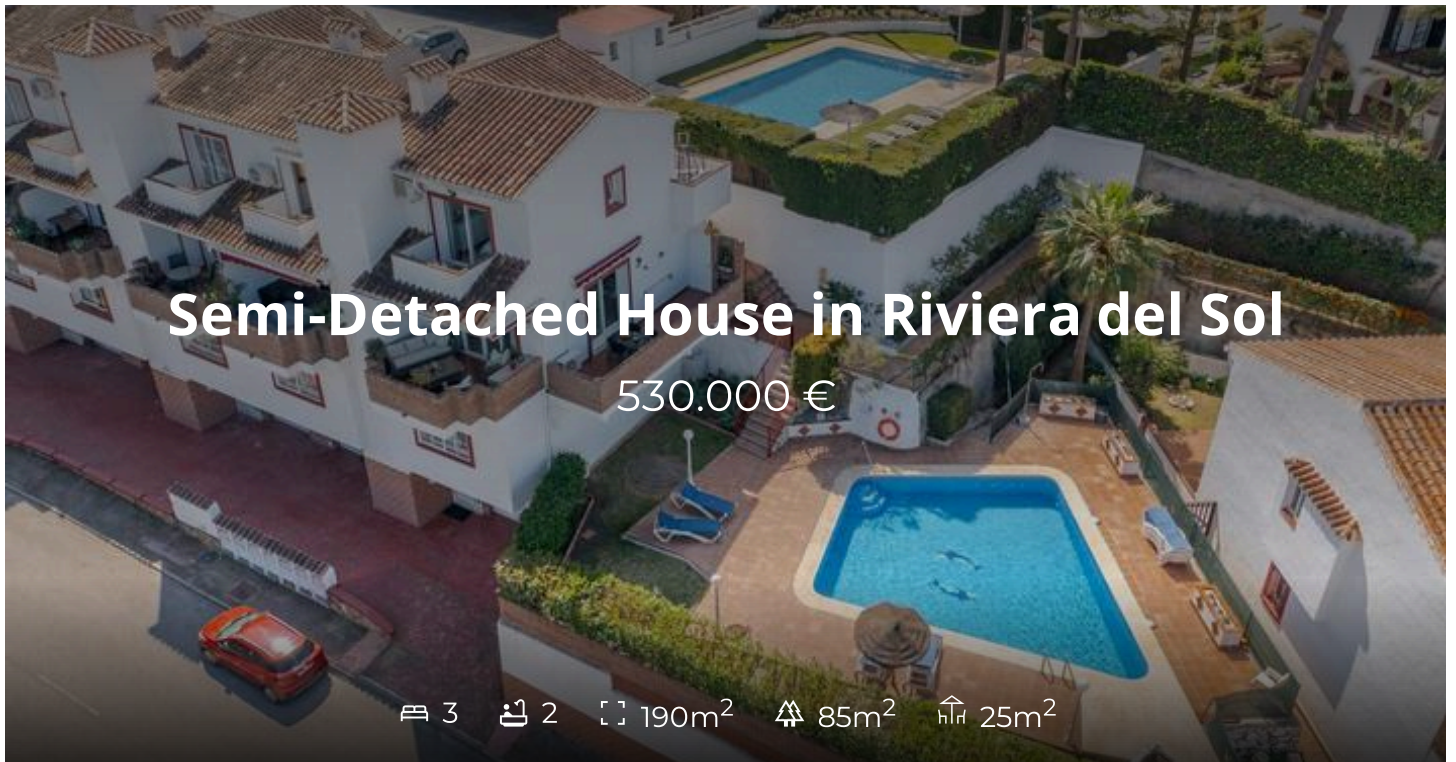 Semi-Detached House in Riviera del Sol
530.000 €
3 2 190m² 85m² 25m²